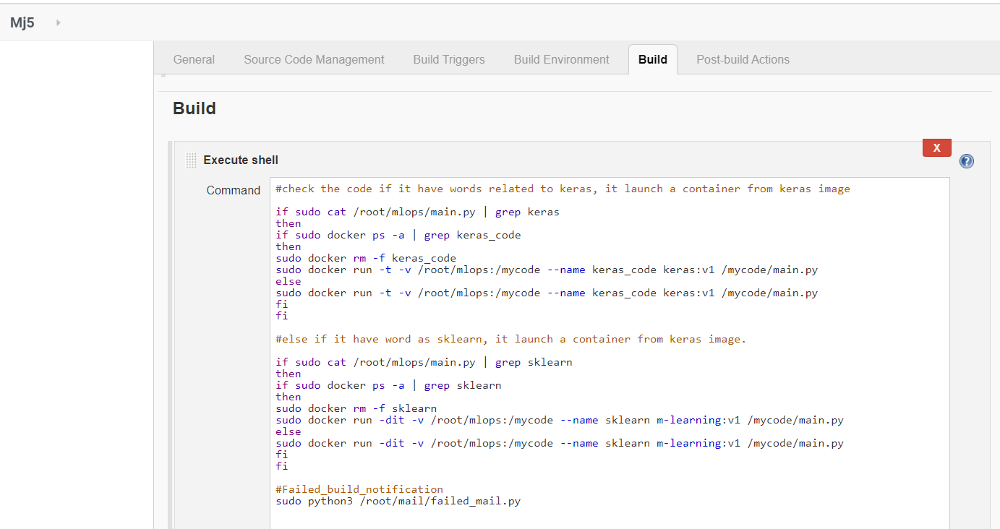 Mj5
General Source Code Management Build Triggers Build Environment Build Post-build Actions
Build
X
Execute shell
?
Command
#check the code if it have words related to keras, it launch a container from keras image
if sudo cat /root/mlops/main.py | grep keras
then
if sudo docker ps -a | grep keras_code
then
sudo docker rm -f keras_code
sudo docker run -t -v /root/mlops:/mycode --name keras_code keras:v1 /mycode/main.py
else
sudo docker run -t -v /root/mlops:/mycode --name keras_code keras:v1 /mycode/main.py
fi
fi
#else if it have word as sklearn, it launch a container from keras image.
if sudo cat /root/mlops/main.py | grep sklearn
then
if sudo docker ps -a | grep sklearn
then
sudo docker rm -f sklearn
sudo docker run -dit -v /root/mlops:/mycode --name sklearn m-learning:v1 /mycode/main.py
else
sudo docker run -dit -v /root/mlops:/mycode --name sklearn m-learning:v1 /mycode/main.py
fi
fi
#Failed_build_notification
sudo python3 /root/mail/failed_mail.py